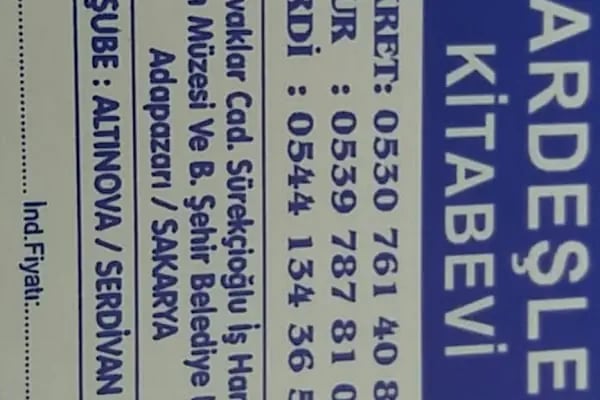 ARDEŞLE
KİTABEVİ
RET: 0530 761 40 8
UR : 0539 787 81 0
RDİ : 0544 134 36 5
vaklar Cad. Sürekçioğlu İş Han
Müzesi Ve B. Şehir Belediye
Adapazarı / SAKARYA
ŞUBE : ALTINOVA / SERDİVAN
İnd.Fiyatı: